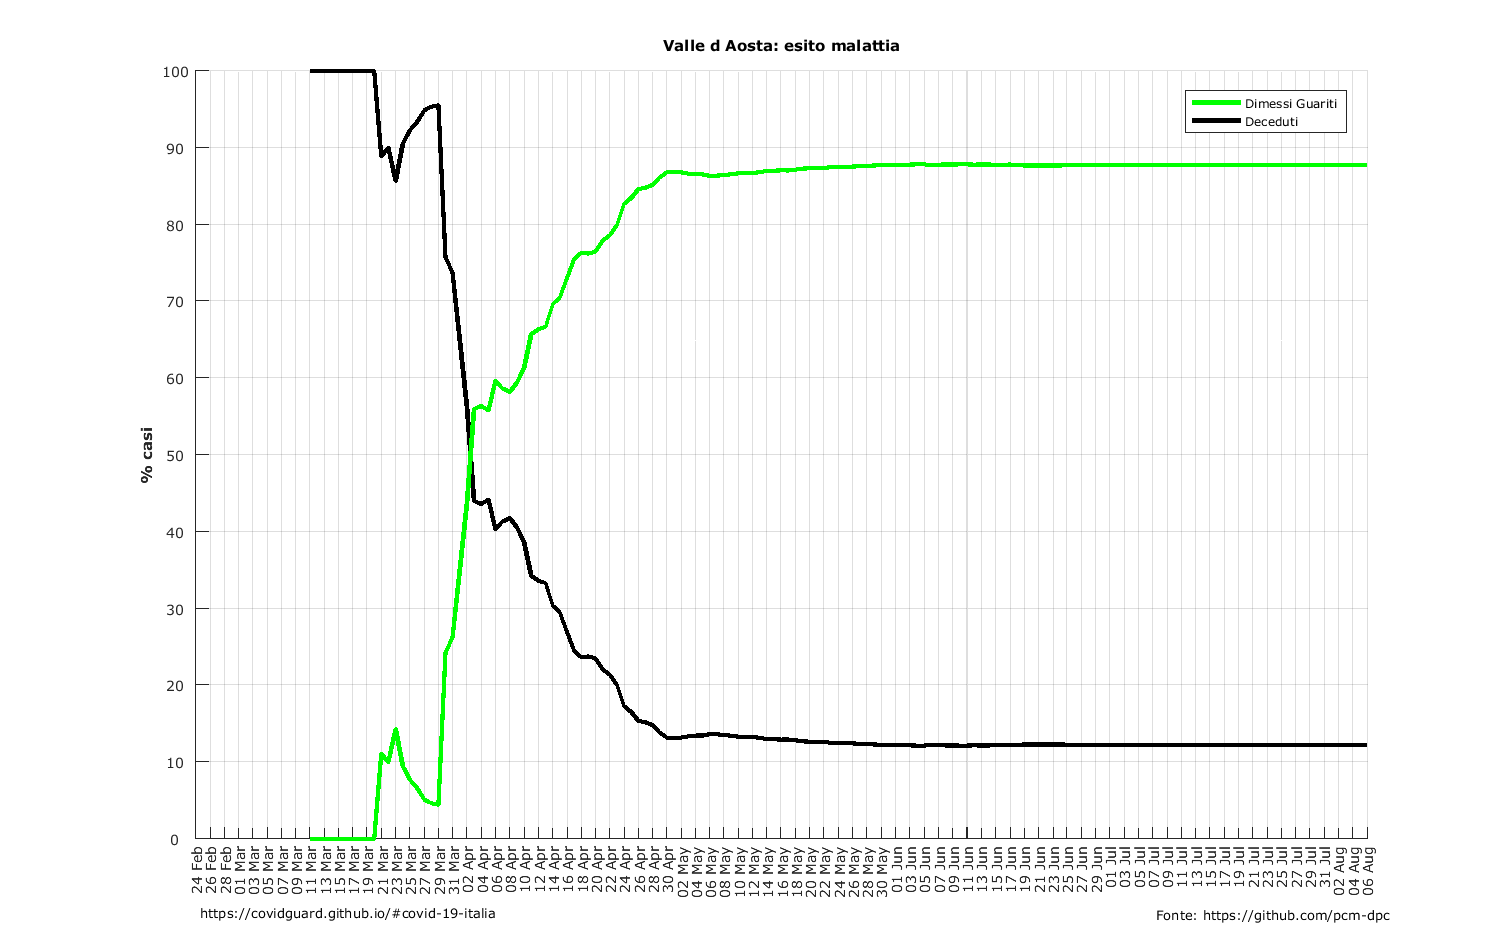 Valle d Aosta: esito malattia
Dimessi Guariti
Deceduti
% casi
100
90
80
70
60
50
40
30
20
10
0
24 Feb
26 Feb
28 Feb
01 Mar
03 Mar
05 Mar
07 Mar
09 Mar
11 Mar
13 Mar
15 Mar
17 Mar
19 Mar
21 Mar
23 Mar
25 Mar
27 Mar
29 Mar
31 Mar
02 Apr
04 Apr
06 Apr
08 Apr
10 Apr
12 Apr
14 Apr
16 Apr
18 Apr
20 Apr
22 Apr
24 Apr
26 Apr
28 Apr
30 Apr
02 May
04 May
06 May
08 May
10 May
12 May
14 May
16 May
18 May
20 May
22 May
24 May
26 May
28 May
30 May
01 Jun
03 Jun
05 Jun
07 Jun
09 Jun
11 Jun
13 Jun
15 Jun
17 Jun
19 Jun
21 Jun
23 Jun
25 Jun
27 Jun
29 Jun
01 Jul
03 Jul
05 Jul
07 Jul
09 Jul
11 Jul
13 Jul
15 Jul
17 Jul
19 Jul
21 Jul
23 Jul
25 Jul
27 Jul
29 Jul
31 Jul
02 Aug
04 Aug
06 Aug
https://covidguard.github.io/#covid-19-italia
Fonte: https://github.com/pcm-dpc